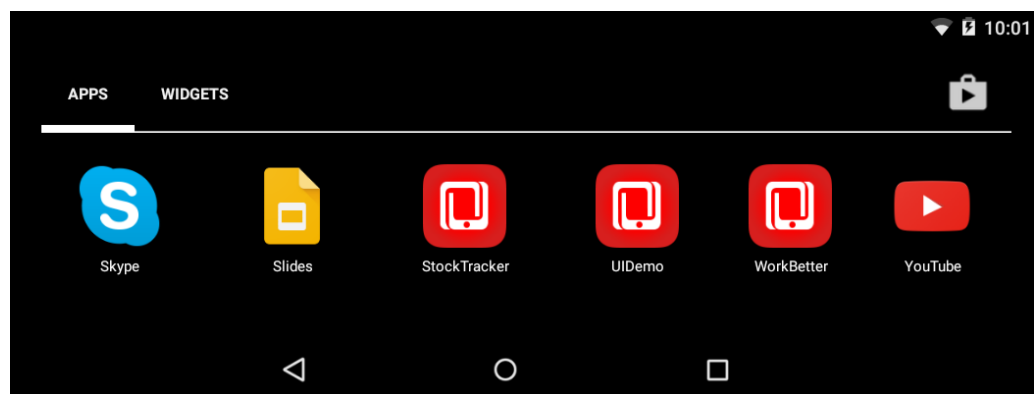 10:01
APPS WIDGETS
S
Skype Slides StockTracker UIDemo WorkBetter YouTube